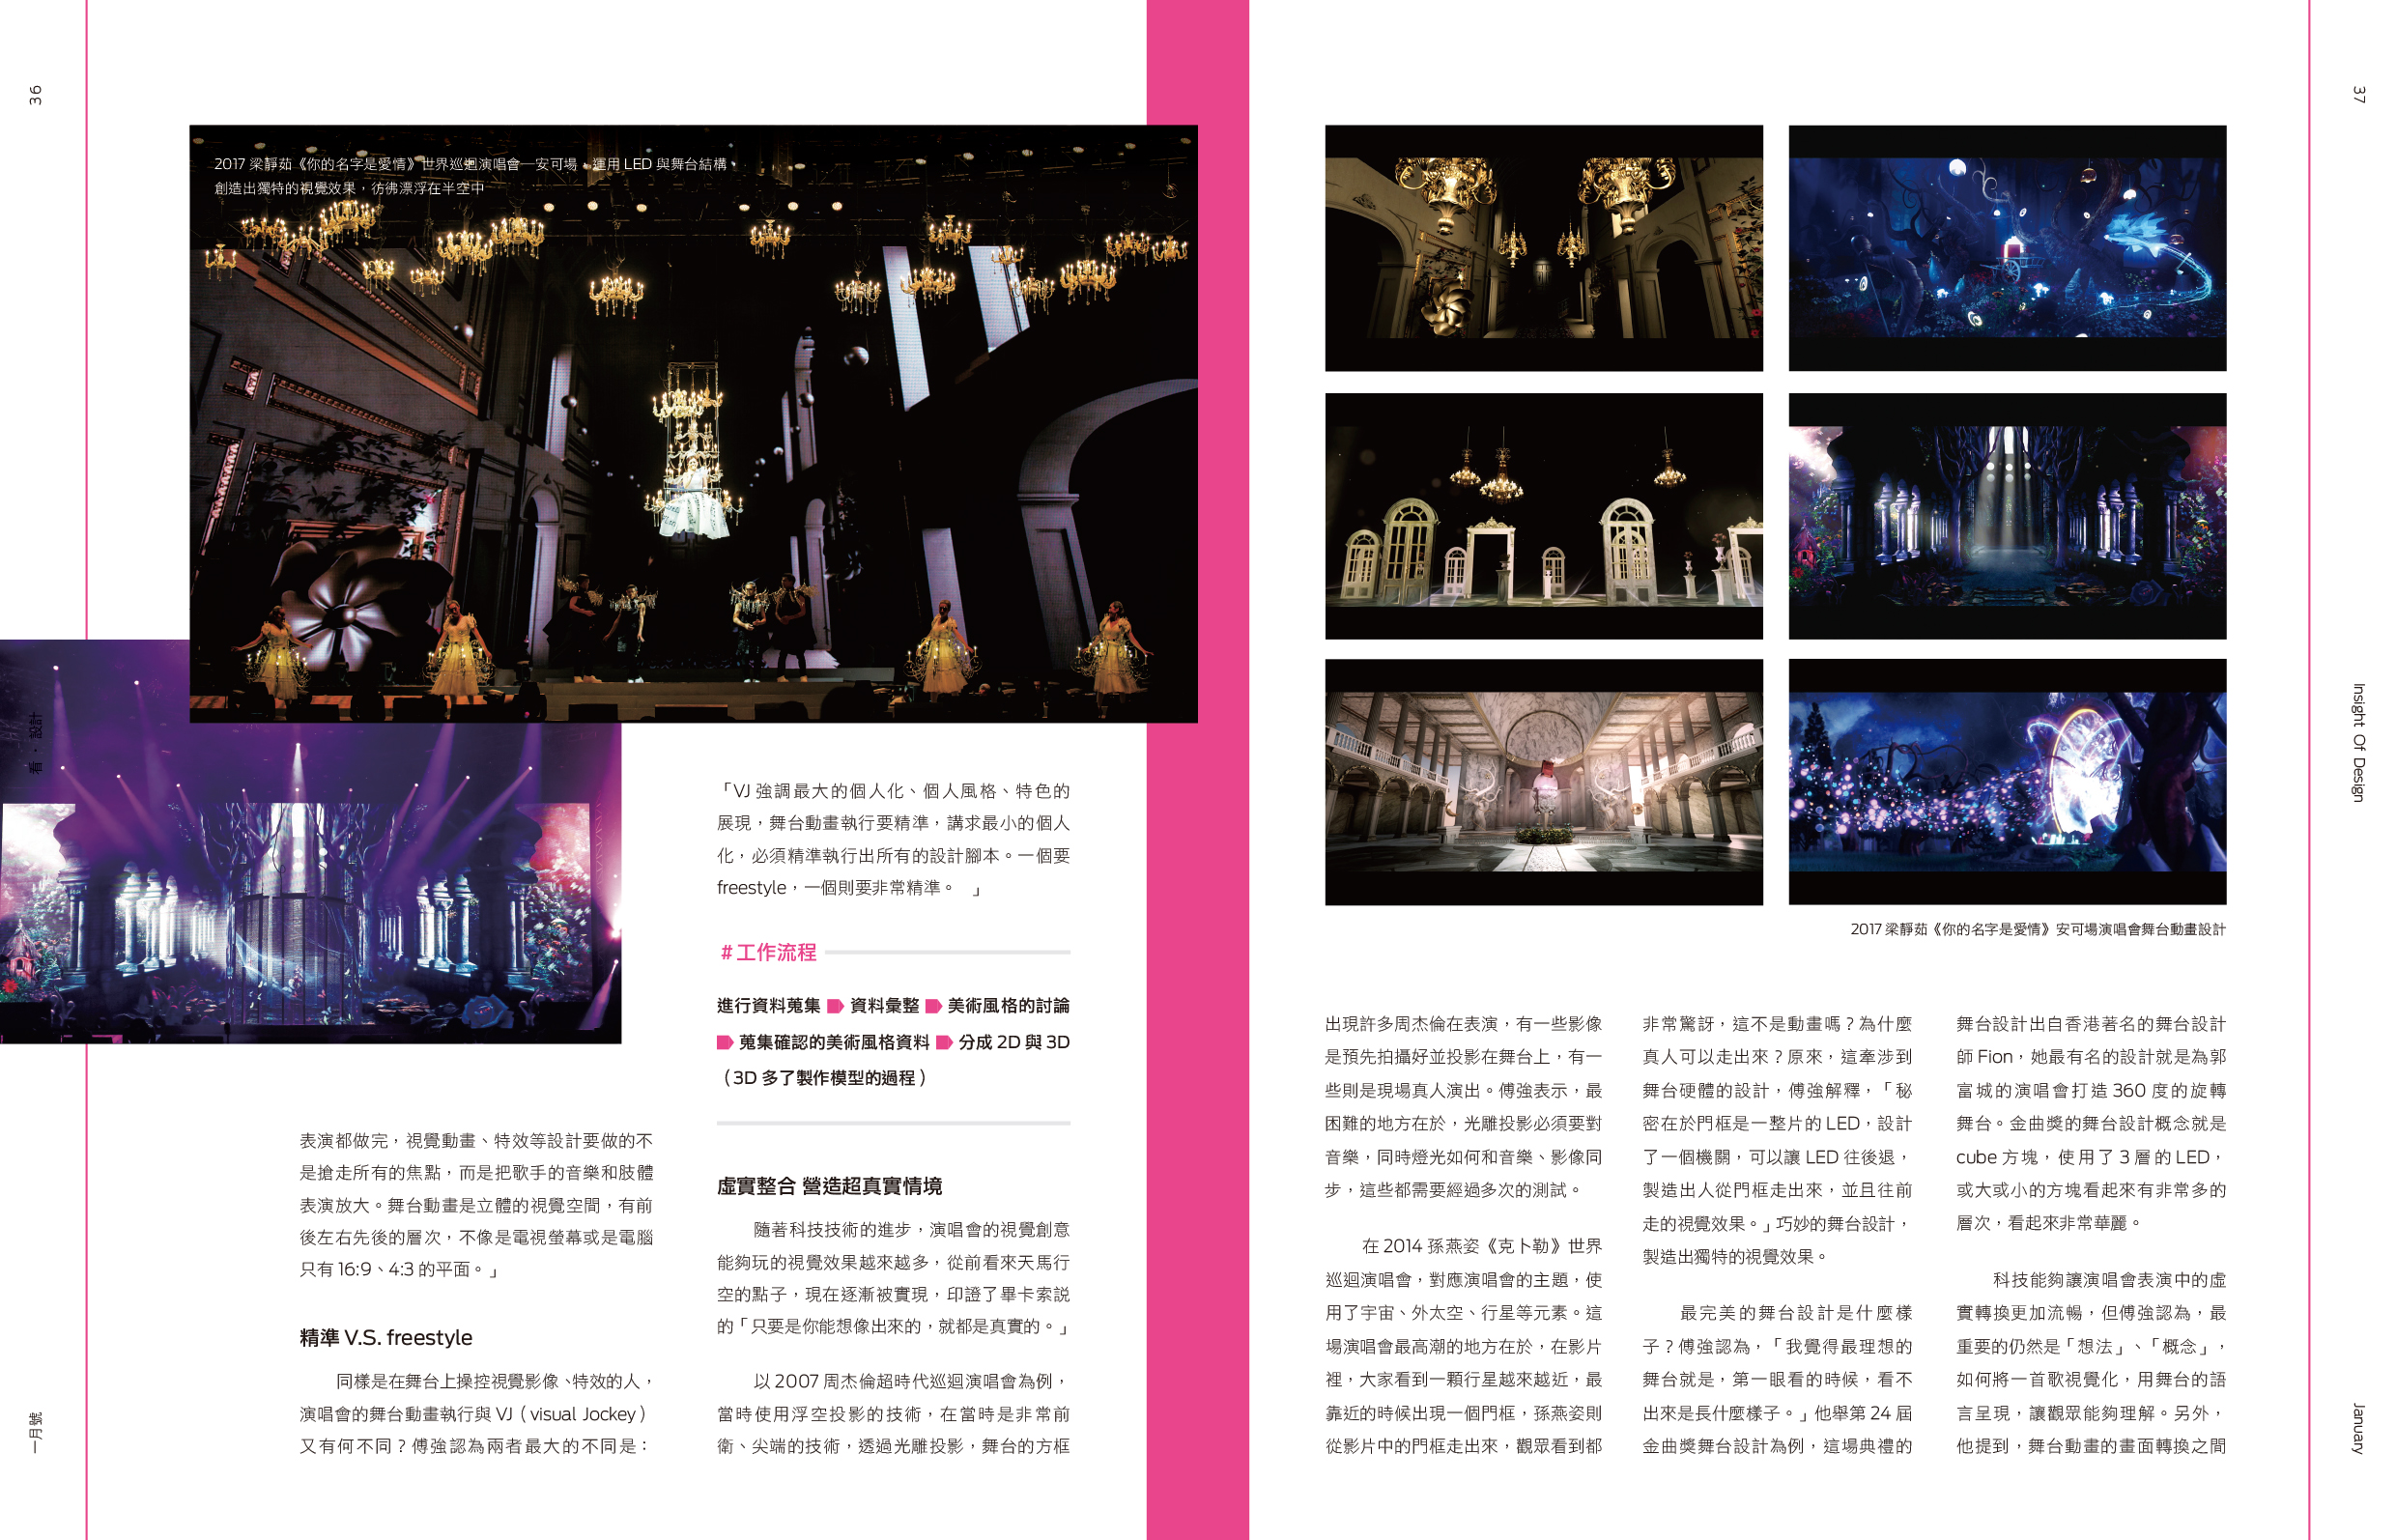 36
2017 梁靜茹《你的名字是愛情》世界巡迴演唱會─安可場，運用 LED 與舞台結構，
創造出獨特的視覺效果，彷彿漂浮在半空中
看・設計
一月號
表演都做完，視覺動畫、特效等設計要做的不
是搶走所有的焦點，而是把歌手的音樂和肢體
表演放大。舞台動畫是立體的視覺空間，有前
後左右先後的層次，不像是電視螢幕或是電腦
只有 16:9、4:3 的平面。」
精準 V.S. freestyle
同樣是在舞台上操控視覺影像、特效的人，
演唱會的舞台動畫執行與 VJ（visual Jockey）
又有何不同？傅強認為兩者最大的不同是：
「VJ 強調最大的個人化、個人風格、特色的
展現，舞台動畫執行要精準，講求最小的個人
化，必須精準執行出所有的設計腳本。一個要
freestyle，一個則要非常精準。　」
# 工作流程
進行資料蒐集 資料彙整 美術風格的討論
蒐集確認的美術風格資料 分成 2D 與 3D
（3D 多了製作模型的過程）
虛實整合 營造超真實情境
隨著科技技術的進步，演唱會的視覺創意
能夠玩的視覺效果越來越多，從前看來天馬行
空的點子，現在逐漸被實現，印證了畢卡索說
的「只要是你能想像出來的，就都是真實的。」
以 2007 周杰倫超時代巡迴演唱會為例，
當時使用浮空投影的技術，在當時是非常前
衛、尖端的技術，透過光雕投影，舞台的方框
37
2017 梁靜茹《你的名字是愛情》安可場演唱會舞台動畫設計
出現許多周杰倫在表演，有一些影像
是預先拍攝好並投影在舞台上，有一
些則是現場真人演出。傅強表示，最
困難的地方在於，光雕投影必須要對
音樂，同時燈光如何和音樂、影像同
步，這些都需要經過多次的測試。
在 2014 孫燕姿《克卜勒》世界
巡迴演唱會，對應演唱會的主題，使
用了宇宙、外太空、行星等元素。這
場演唱會最高潮的地方在於，在影片
裡，大家看到一顆行星越來越近，最
靠近的時候出現一個門框，孫燕姿則
從影片中的門框走出來，觀眾看到都
非常驚訝，這不是動畫嗎？為什麼
真人可以走出來？原來，這牽涉到
舞台硬體的設計，傅強解釋，「秘
密在於門框是一整片的 LED，設計
了一個機關，可以讓 LED 往後退，
製造出人從門框走出來，並且往前
走的視覺效果。」巧妙的舞台設計，
製造出獨特的視覺效果。
最完美的舞台設計是什麼樣
子？傅強認為，「我覺得最理想的
舞台就是，第一眼看的時候，看不
出來是長什麼樣子。」他舉第 24 屆
金曲獎舞台設計為例，這場典禮的
舞台設計出自香港著名的舞台設計
師 Fion，她最有名的設計就是為郭
富城的演唱會打造 360 度的旋轉
舞台。金曲獎的舞台設計概念就是
cube 方塊，使用了 3 層的 LED，
或大或小的方塊看起來有非常多的
層次，看起來非常華麗。
科技能夠讓演唱會表演中的虛
實轉換更加流暢，但傅強認為，最
重要的仍然是「想法」、「概念」，
如何將一首歌視覺化，用舞台的語
言呈現，讓觀眾能夠理解。另外，
他提到，舞台動畫的畫面轉換之間
Insight Of Design
January